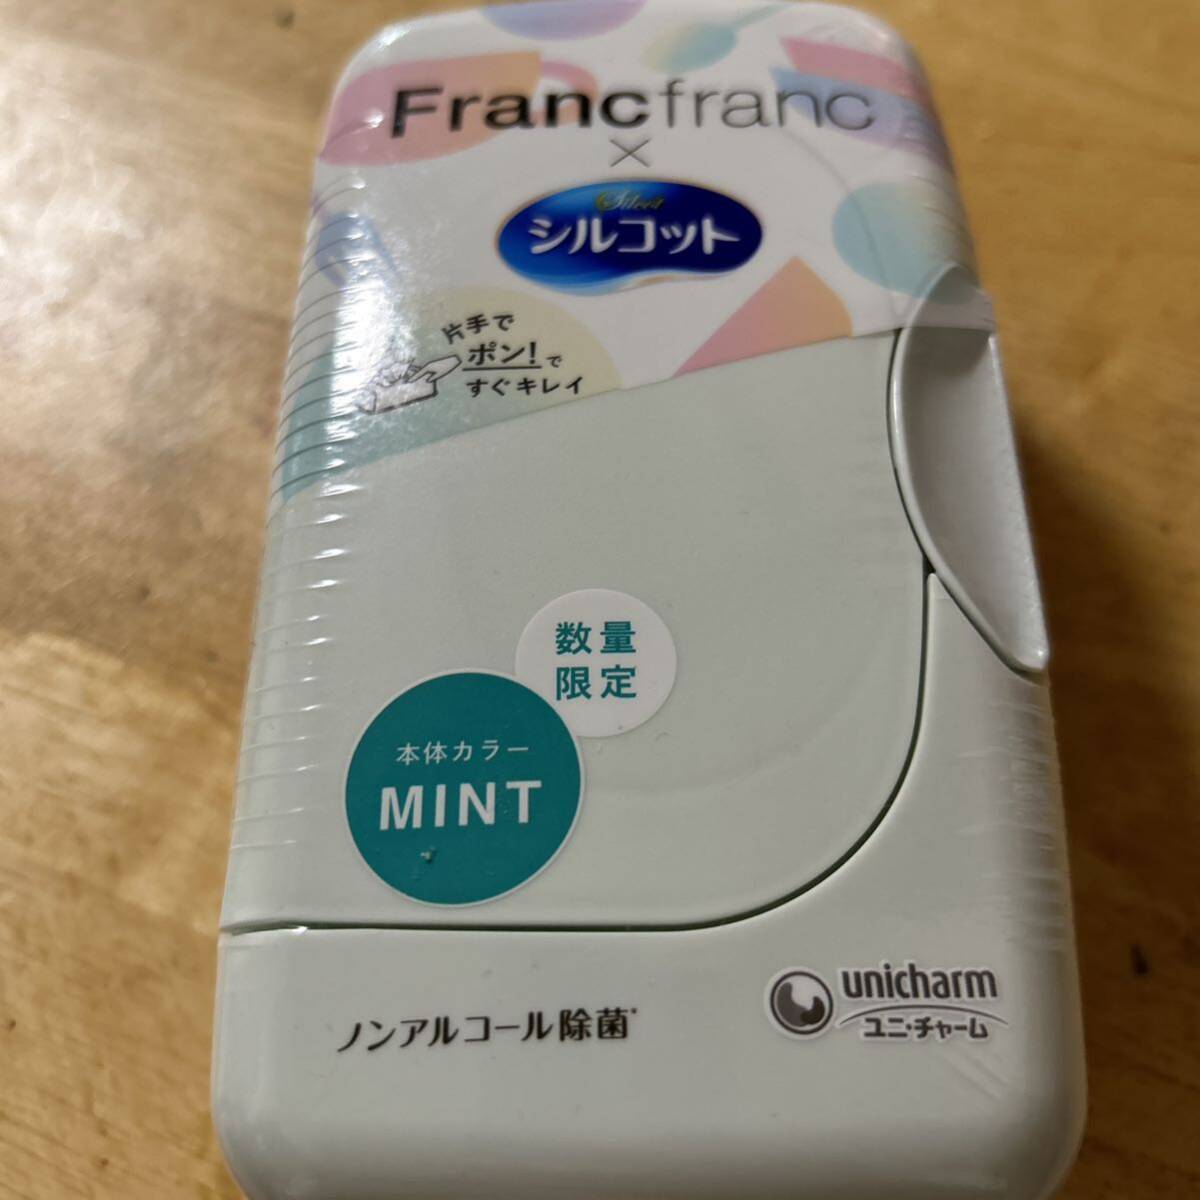 Francfranc
×
Silcot
シルコット
片手で
ポン!で
すぐキレイ
数量
限定
本体カラー
MINT
ノンアルコール除菌*
unicharm
ユニ・チャーム